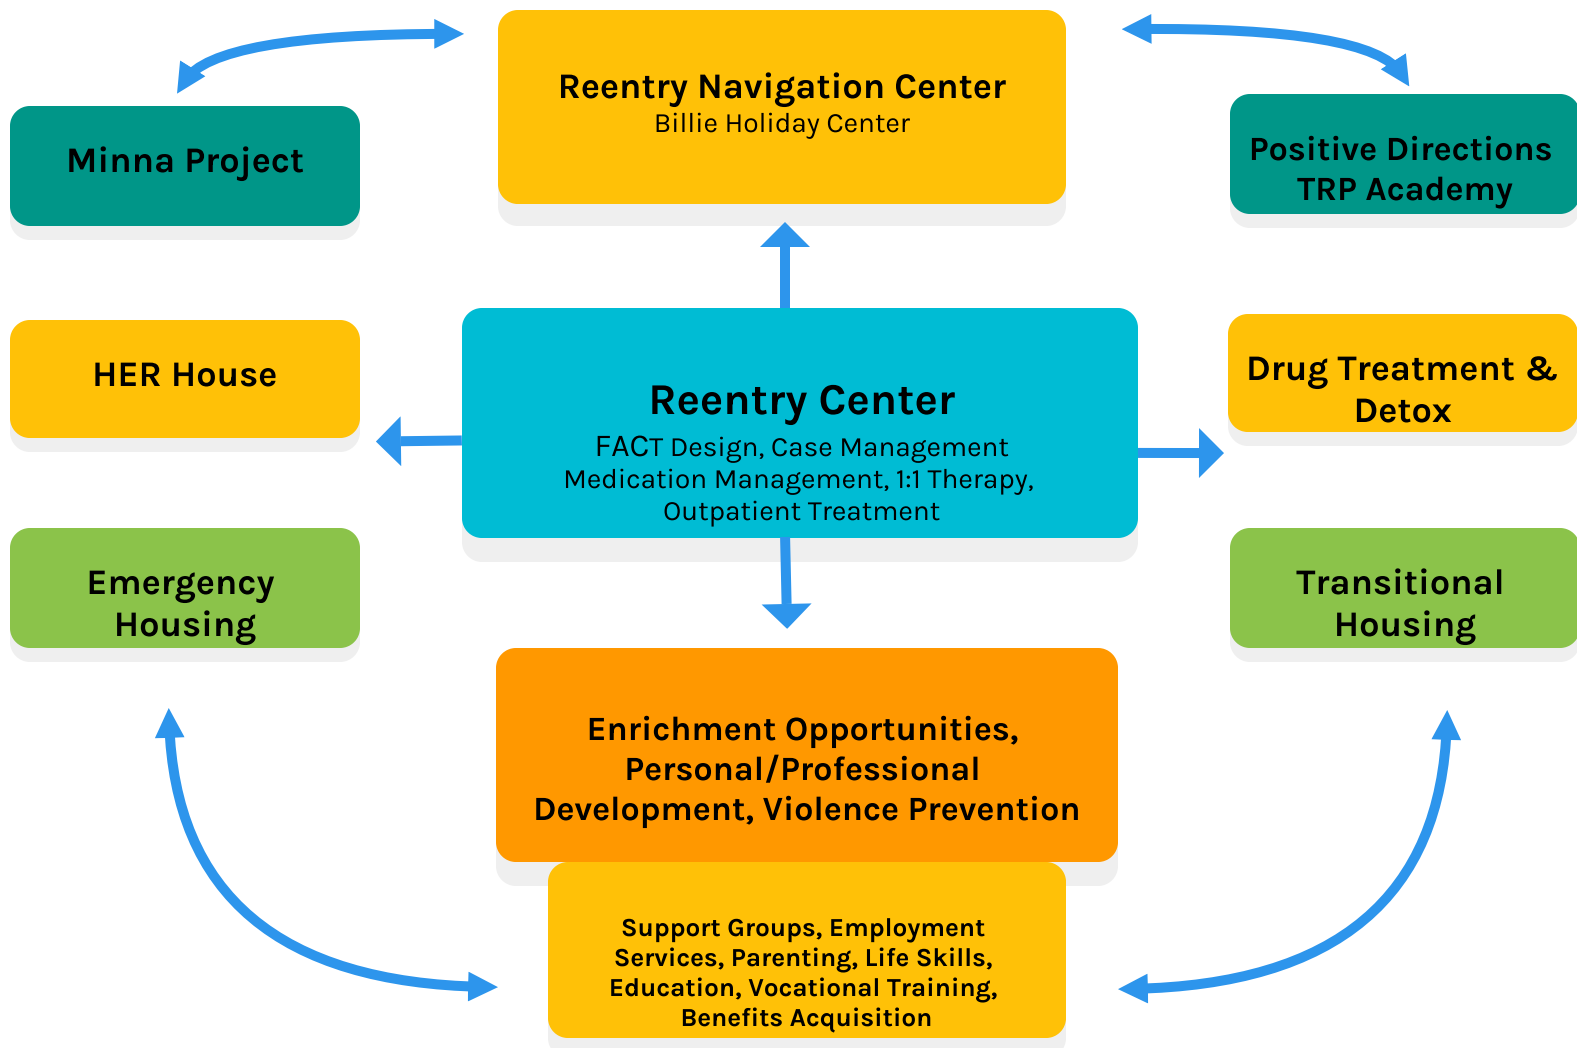 Reentry Navigation Center
Billie Holiday Center
Minna Project
Positive Directions
TRP Academy
HER House
Reentry Center
FACT Design, Case Management
Medication Management, 1:1 Therapy,
Outpatient Treatment
Drug Treatment &
Detox
Emergency
Housing
Transitional
Housing
Enrichment Opportunities,
Personal/Professional
Development, Violence Prevention
Support Groups, Employment
Services, Parenting, Life Skills,
Education, Vocational Training,
Benefits Acquisition